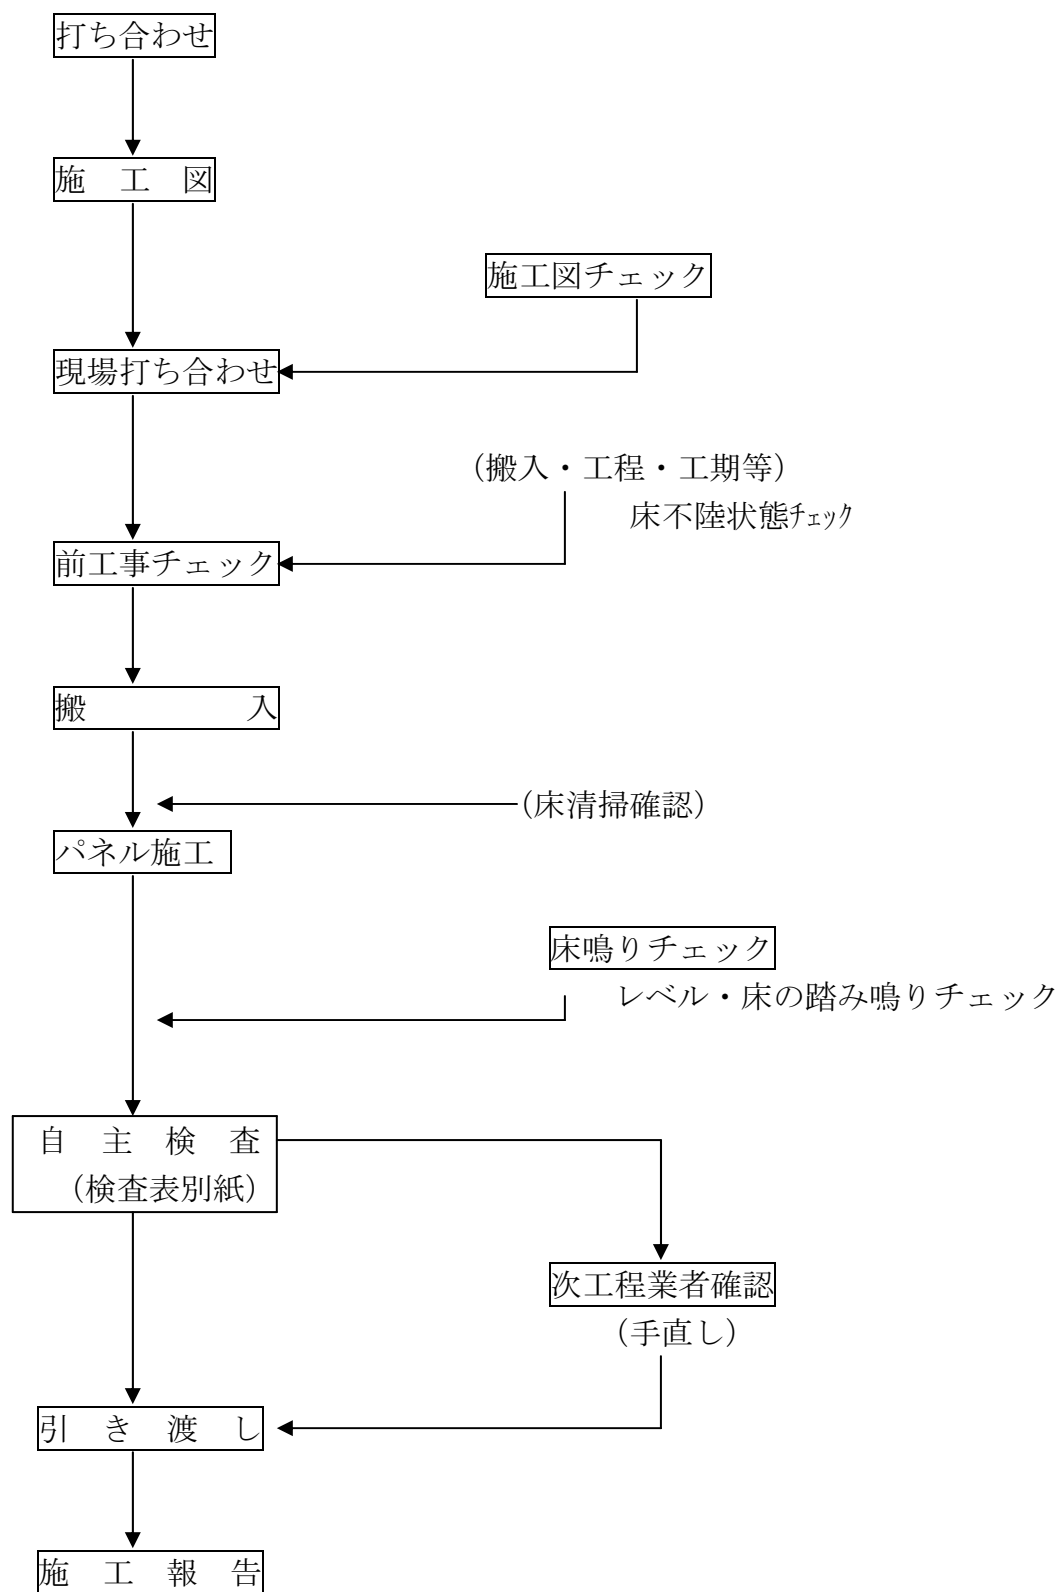 打ち合わせ
施　工　図
施工図チェック
現場打ち合わせ
（搬入・工程・工期等）
床不陸状態ﾁｪｯｸ
前工事チェック
搬　　　　　入
（床清掃確認）
パネル施工
床鳴りチェック
レベル・床の踏み鳴りチェック
自　主　検　査
（検査表別紙）
次工程業者確認
（手直し）
引　き　渡　し
施　工　報　告